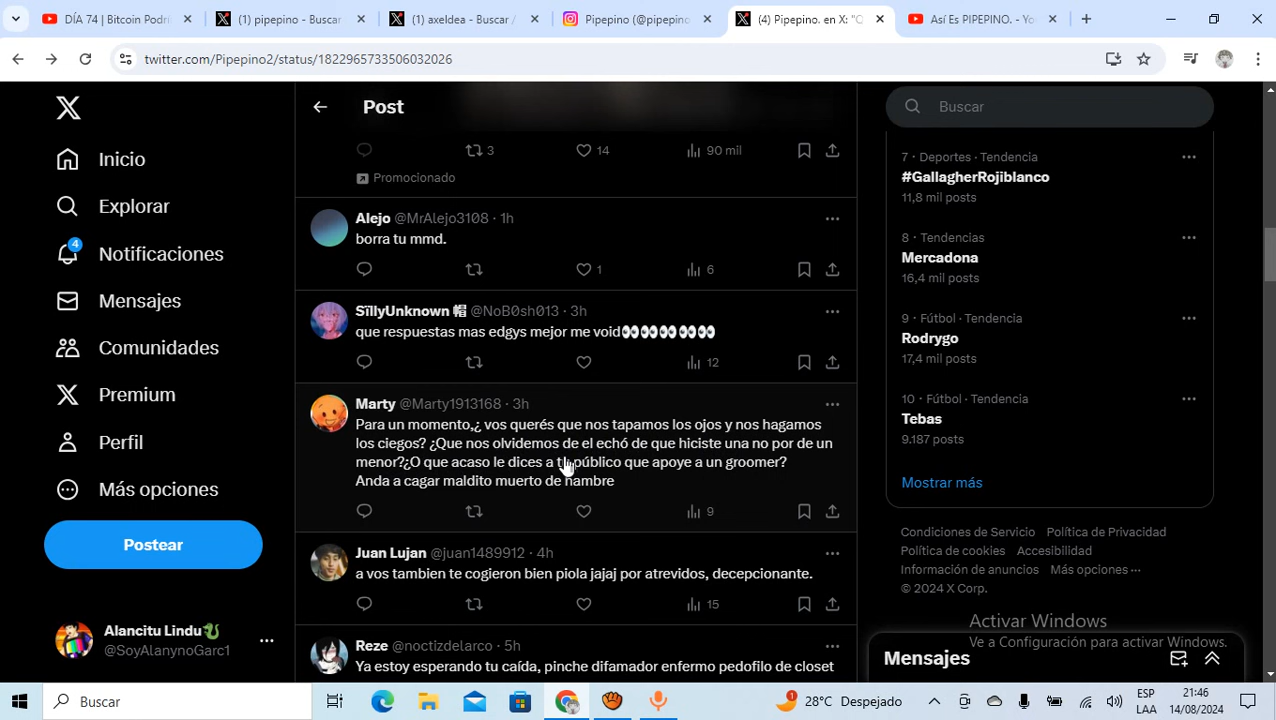 DÍA 74 | Bitcoin Podrí
(1) pipepino - Buscar
(1) axeldea - Buscar /
Pipepino (@pipepino
(4) Pipepino. en X: "Q
Así Es PIPEPINO. - Yo
twitter.com/Pipepino2/status/1822965733506032026
Post
Buscar
Inicio
Explorar
4
Notificaciones
Mensajes
Comunidades
Premium
Perfil
Más opciones
Postear
Alancitu Lindu🐉
@SoyAlanynoGarc1
3
14
90 mil
Promocionado
Alejo @MrAlejo3108 · 1h
borra tu mmd.
1
6
SïllyUnknown 帽 @NoB0sh013 · 3h
que respuestas mas edgys mejor me void👀👀👀👀👀
12
Marty @Marty1913168 · 3h
Para un momento,¿ vos querés que nos tapamos los ojos y nos hagamos
los ciegos? ¿Que nos olvidemos de el echó de que hiciste una no por de un
menor?¿O que acaso le dices a tu público que apoye a un groomer?
Anda a cagar maldito muerto de hambre
9
Juan Lujan @juan1489912 · 4h
a vos tambien te cogieron bien piola jajaj por atrevidos, decepcionante.
15
Reze @noctizdelarco · 5h
Ya estoy esperando tu caída, pinche difamador enfermo pedofilo de closet
7 · Deportes · Tendencia
#GallagherRojiblanco
11,8 mil posts
8 · Tendencias
Mercadona
16,4 mil posts
9 · Fútbol · Tendencia
Rodrygo
17,4 mil posts
10 · Fútbol · Tendencia
Tebas
9.187 posts
Mostrar más
Condiciones de Servicio Política de Privacidad
Política de cookies Accesibilidad
Información de anuncios Más opciones ···
© 2024 X Corp.
Activar Windows
Ve a Configuración para activar Windows.
Mensajes
Buscar
1
28°C Despejado
ESP
LAA
21:46
14/08/2024